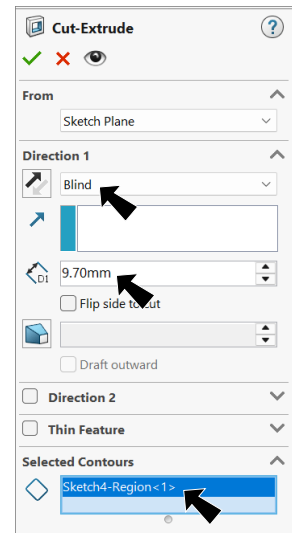 Cut-Extrude
?
From
Sketch Plane
Direction 1
Blind
D1
9.70mm
Flip side to cut
Draft outward
Direction 2
Thin Feature
Selected Contours
Sketch4-Region<1>